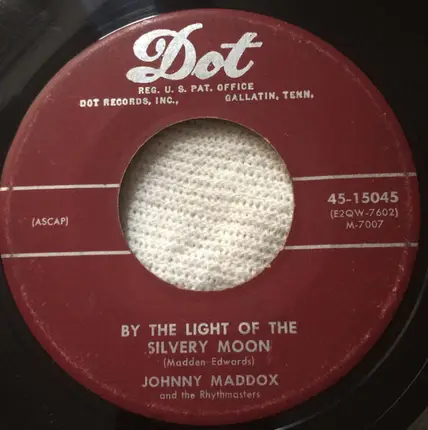 Dot
REG. U. S. PAT. OFFICE
DOT RECORDS, INC., GALLATIN, TENN.
(ASCAP)
45-15045
(E2QW-7602)
M-7007
BY THE LIGHT OF THE
SILVERY MOON
(Madden-Edwards)
JOHNNY MADDOX
and the Rhythmasters